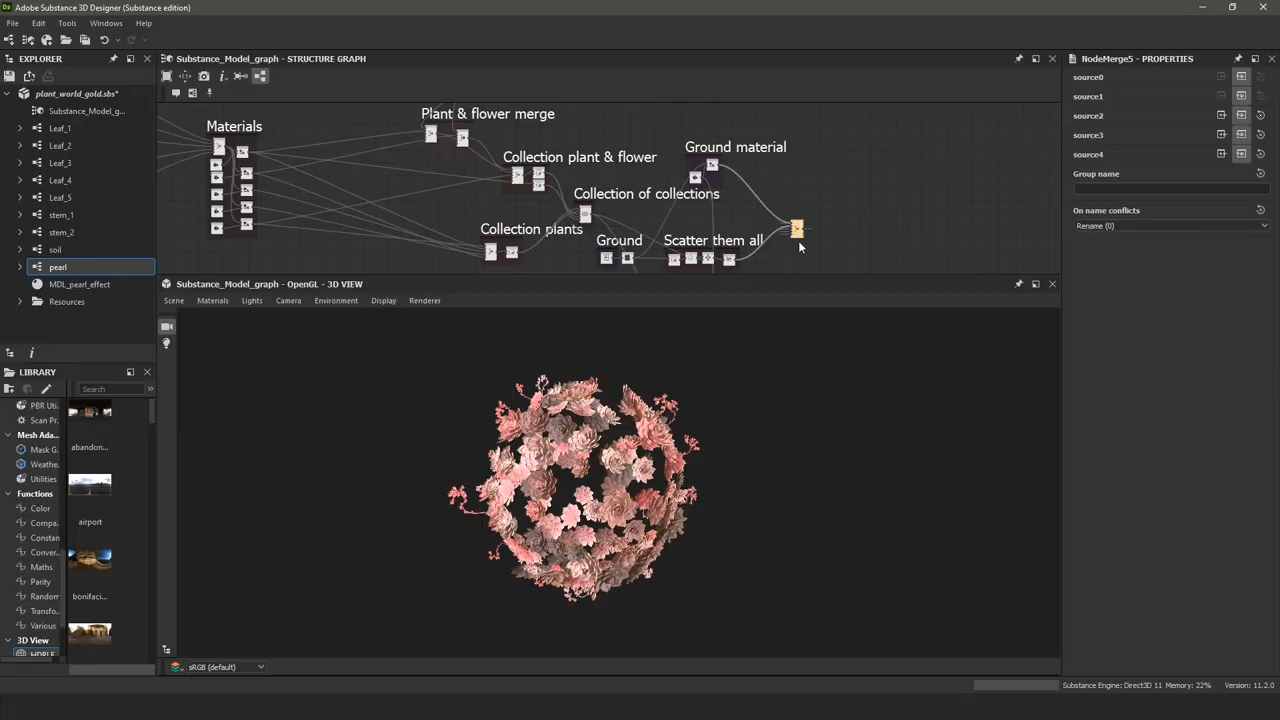 Adobe Substance 3D Designer (Substance edition)
File Edit Tools Windows Help
EXPLORER
plant_world_gold.sbs*
Substance_Model_g...
Leaf_1
Leaf_2
Leaf_3
Leaf_4
Leaf_5
stem_1
stem_2
soil
pearl
MDL_pearl_effect
Resources
LIBRARY
Search
PBR Uti..
Scan Pr..
Mesh Ada..
Mask G..
Weathe..
Utilities
Functions
Color
Compa..
Constan
Conver..
Maths
Parity
Random
Transfo..
Various
3D View
abandon...
airport
bonifaci...
Substance_Model_graph - STRUCTURE GRAPH
Materials
Plant & flower merge
Collection plant & flower
Collection of collections
Collection plants
Ground
Scatter them all
Ground material
Substance_Model_graph - OpenGL - 3D VIEW
Scene Materials Lights Camera Environment Display Renderer
sRGB (default)
NodeMerge5 - PROPERTIES
source0
source1
source2
source3
source4
Group name
On name conflicts
Rename (0)
Substance Engine: Direct3D 11 Memory: 22%
Version: 11.2.0